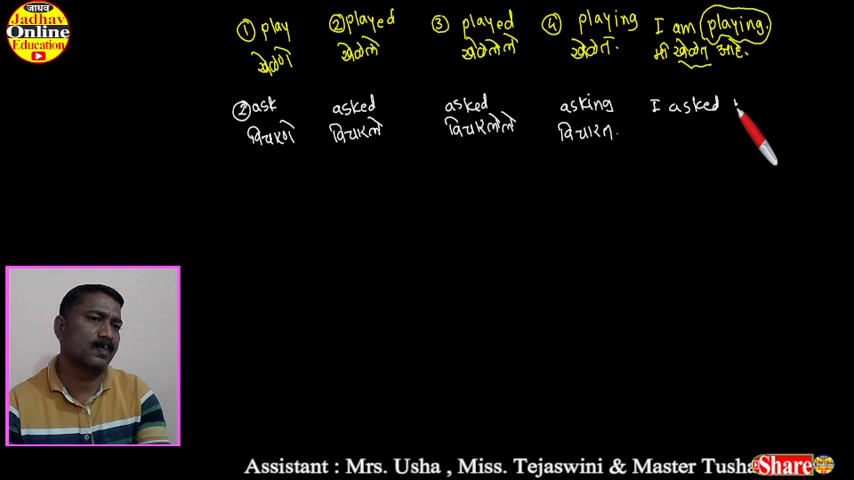 जाधव
Jadhav
Online
Education
① play ② played ③ played ④ playing I am playing.
खेळणे खेळले खेळलेले खेळत. मी खेळत आहे.
② ask asked asked asking I asked
विचारणे विचारले विचारलेले विचारत.
Assistant : Mrs. Usha , Miss. Tejaswini & Master Tusha
Share